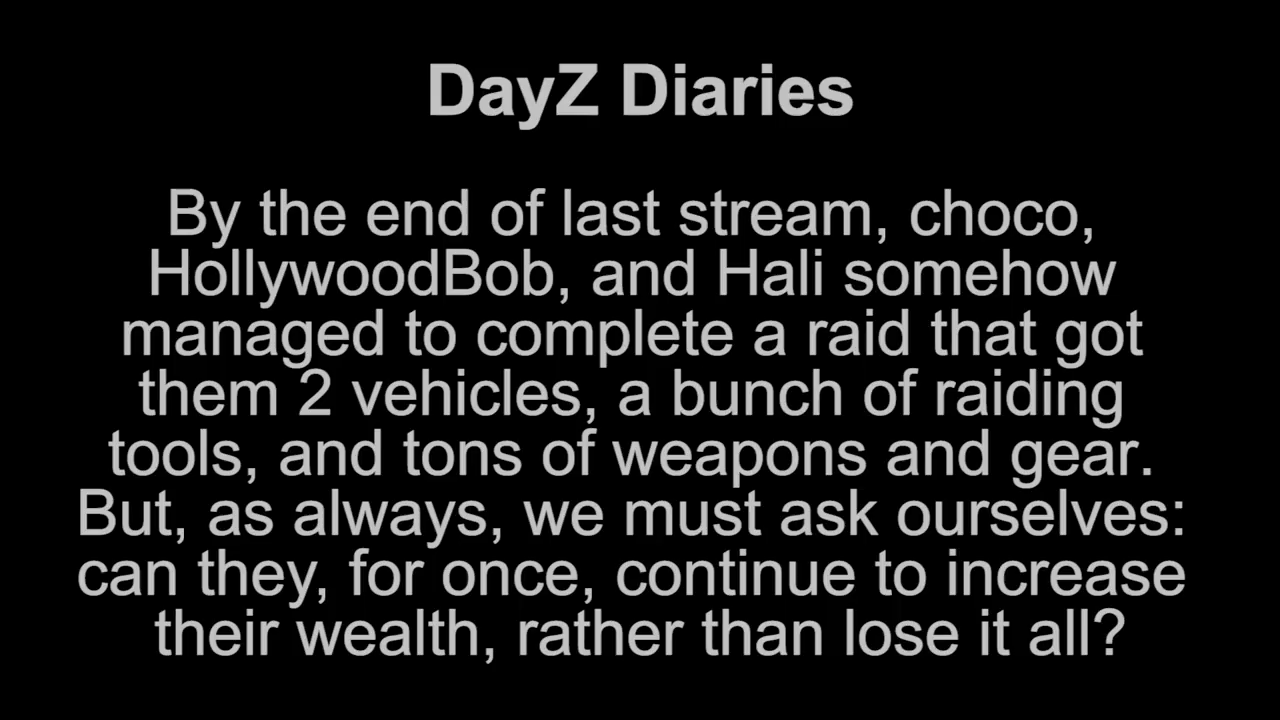 DayZ Diaries
By the end of last stream, choco,
HollywoodBob, and Hali somehow
managed to complete a raid that got
them 2 vehicles, a bunch of raiding
tools, and tons of weapons and gear.
But, as always, we must ask ourselves:
can they, for once, continue to increase
their wealth, rather than lose it all?